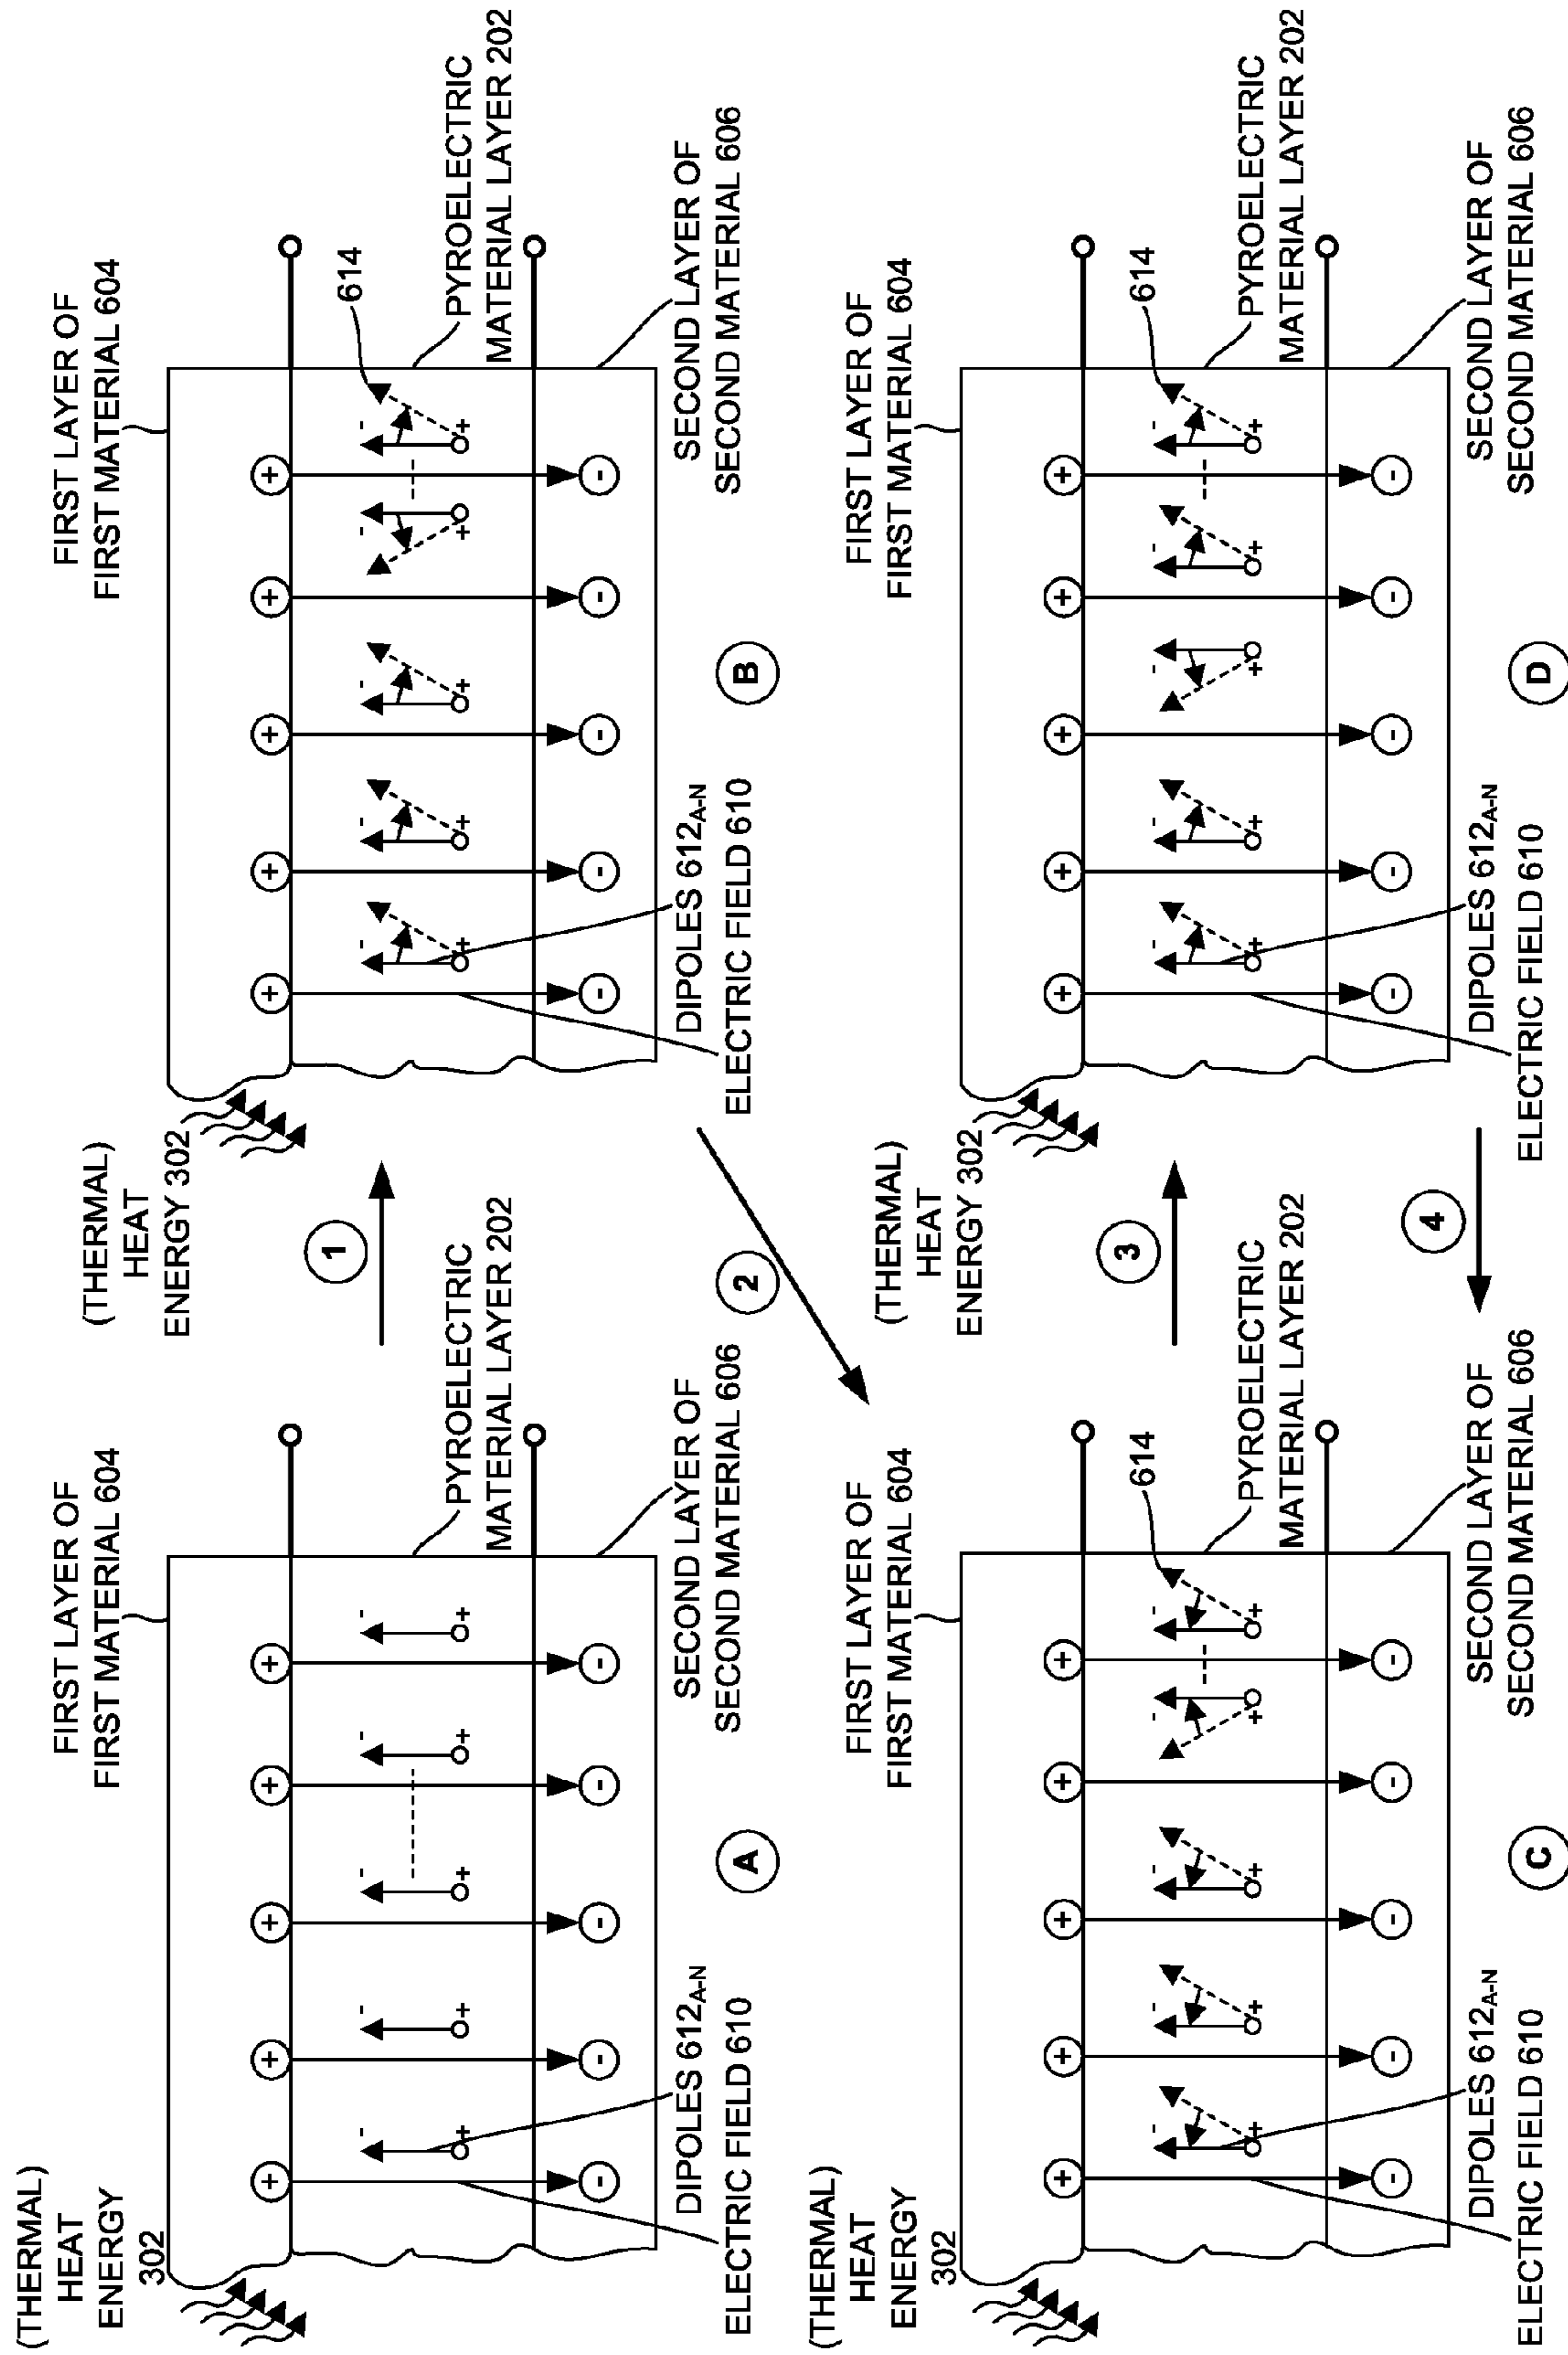 (THERMAL)
HEAT
ENERGY
302
FIRST LAYER OF
FIRST MATERIAL 604
+ + + + +
- - - - -
+ + + + +
- - - - -
PYROELECTRIC
MATERIAL LAYER 202
SECOND LAYER OF
SECOND MATERIAL 606
DIPOLES 612A-N
ELECTRIC FIELD 610
A
1
(THERMAL)
HEAT
ENERGY 302
FIRST LAYER OF
FIRST MATERIAL 604
+ + + + +
- - - - -
+ + + + +
- - - - -
614
PYROELECTRIC
MATERIAL LAYER 202
SECOND LAYER OF
SECOND MATERIAL 606
DIPOLES 612A-N
ELECTRIC FIELD 610
B
2
(THERMAL)
HEAT
ENERGY
302
FIRST LAYER OF
FIRST MATERIAL 604
+ + + + +
- - - - -
+ + + + +
- - - - -
614
PYROELECTRIC
MATERIAL LAYER 202
SECOND LAYER OF
SECOND MATERIAL 606
DIPOLES 612A-N
ELECTRIC FIELD 610
C
3
(THERMAL)
HEAT
ENERGY 302
FIRST LAYER OF
FIRST MATERIAL 604
+ + + + +
- - - - -
+ + + + +
- - - - -
614
PYROELECTRIC
MATERIAL LAYER 202
SECOND LAYER OF
SECOND MATERIAL 606
DIPOLES 612A-N
ELECTRIC FIELD 610
D
4